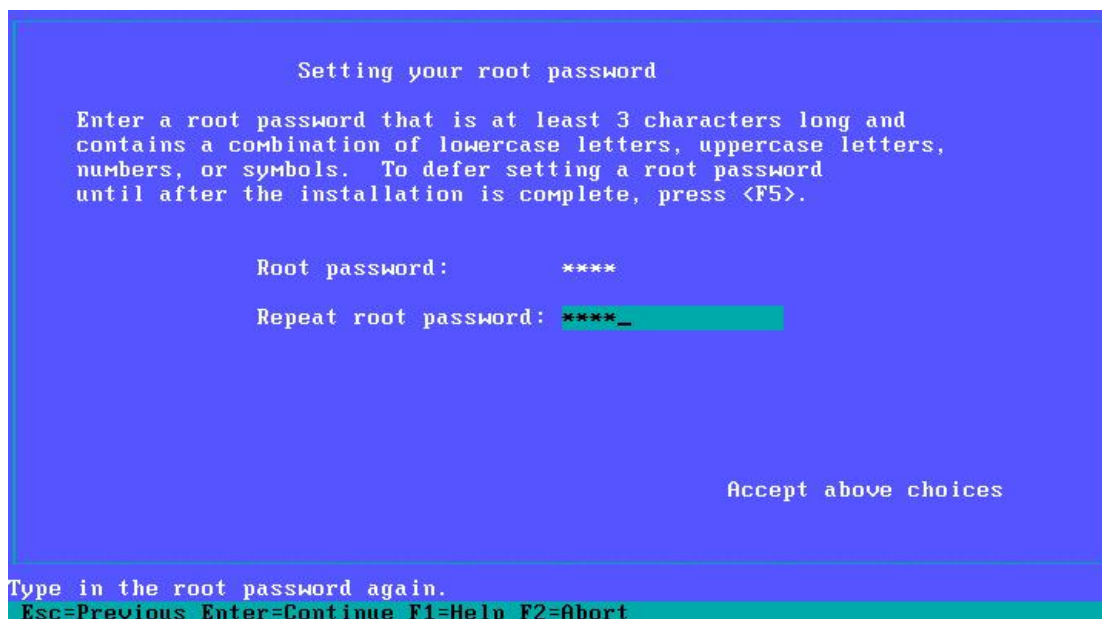 Setting your root password
Enter a root password that is at least 3 characters long and
contains a combination of lowercase letters, uppercase letters,
numbers, or symbols.  To defer setting a root password
until after the installation is complete, press <F5>.
Root password: ****
Repeat root password: ****_
Accept above choices
Type in the root password again.
Esc=Previous Enter=Continue F1=Help F2=Abort